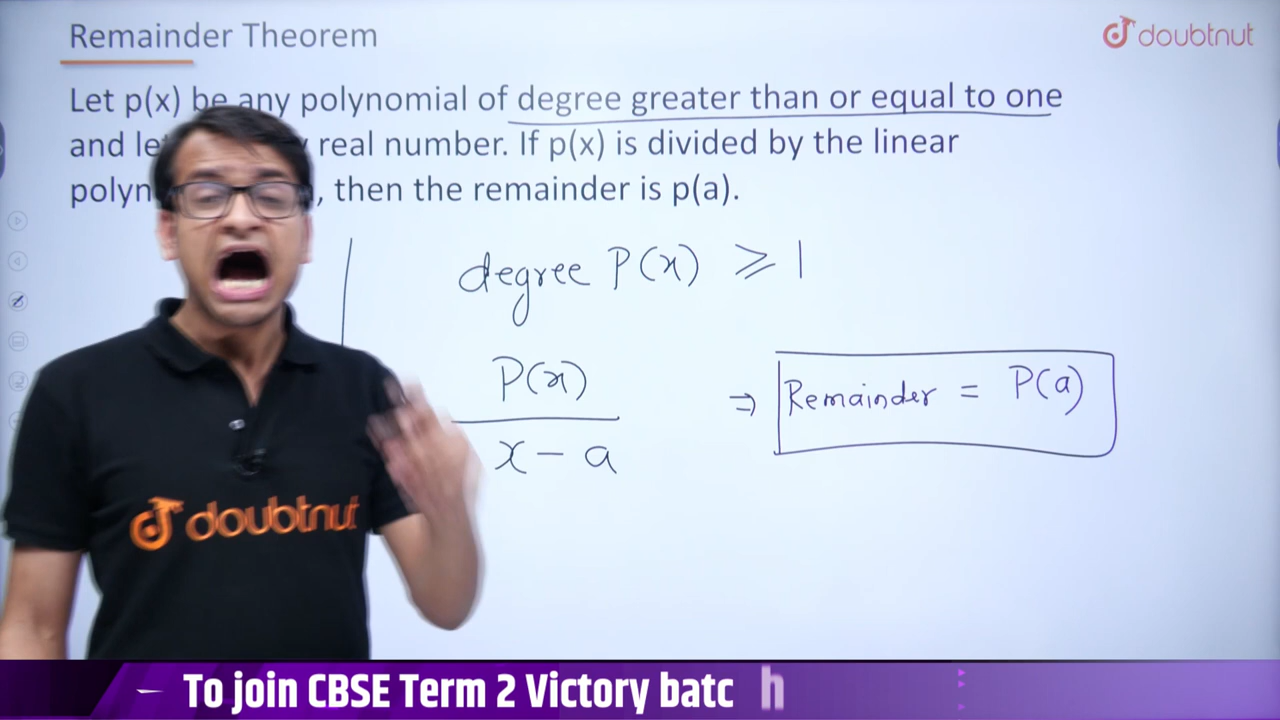 Remainder Theorem
doubtnut
Let p(x) be any polynomial of degree greater than or equal to one
and le real number. If p(x) is divided by the linear
polyn , then the remainder is p(a).
degree P(x) ⩾ 1
P(x)
x - a
⇒ Remainder = P(a)
doubtnut
To join CBSE Term 2 Victory batc h